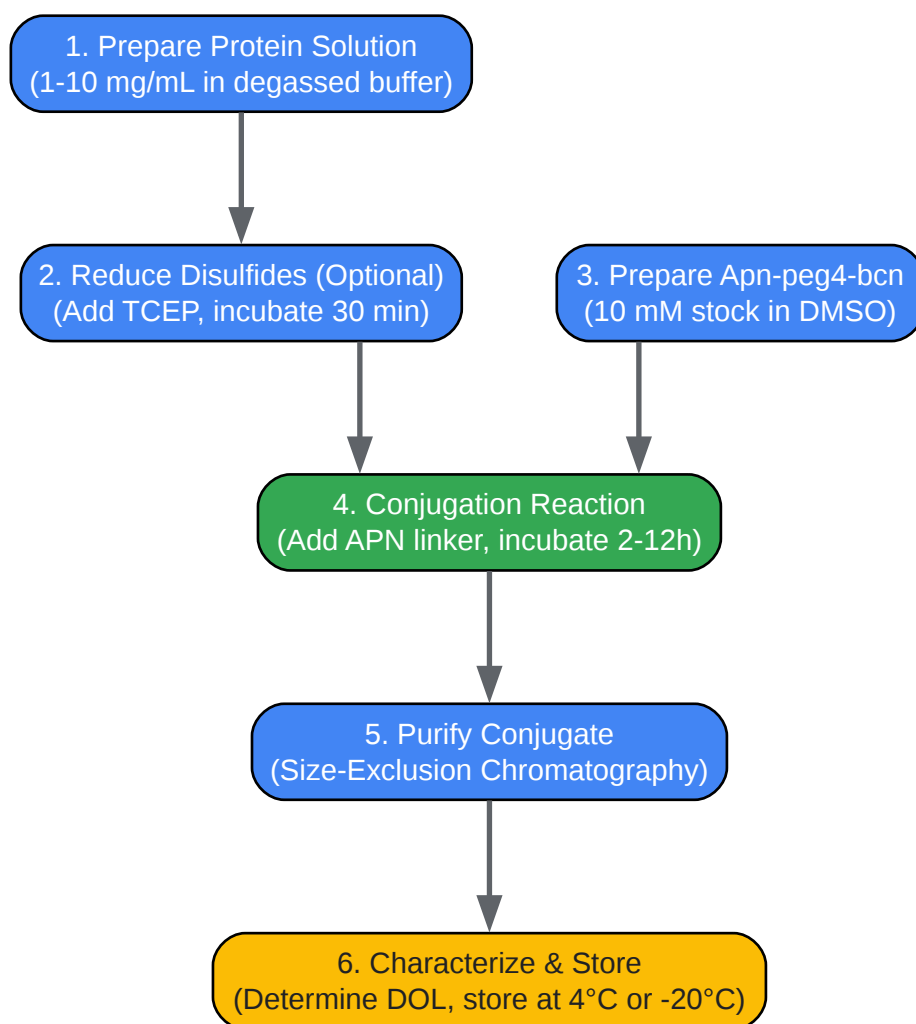 1. Prepare Protein Solution
(1-10 mg/mL in degassed buffer)
2. Reduce Disulfides (Optional)
(Add TCEP, incubate 30 min)
3. Prepare Apn-peg4-bcn
(10 mM stock in DMSO)
4. Conjugation Reaction
(Add APN linker, incubate 2-12h)
5. Purify Conjugate
(Size-Exclusion Chromatography)
6. Characterize & Store
(Determine DOL, store at 4°C or -20°C)